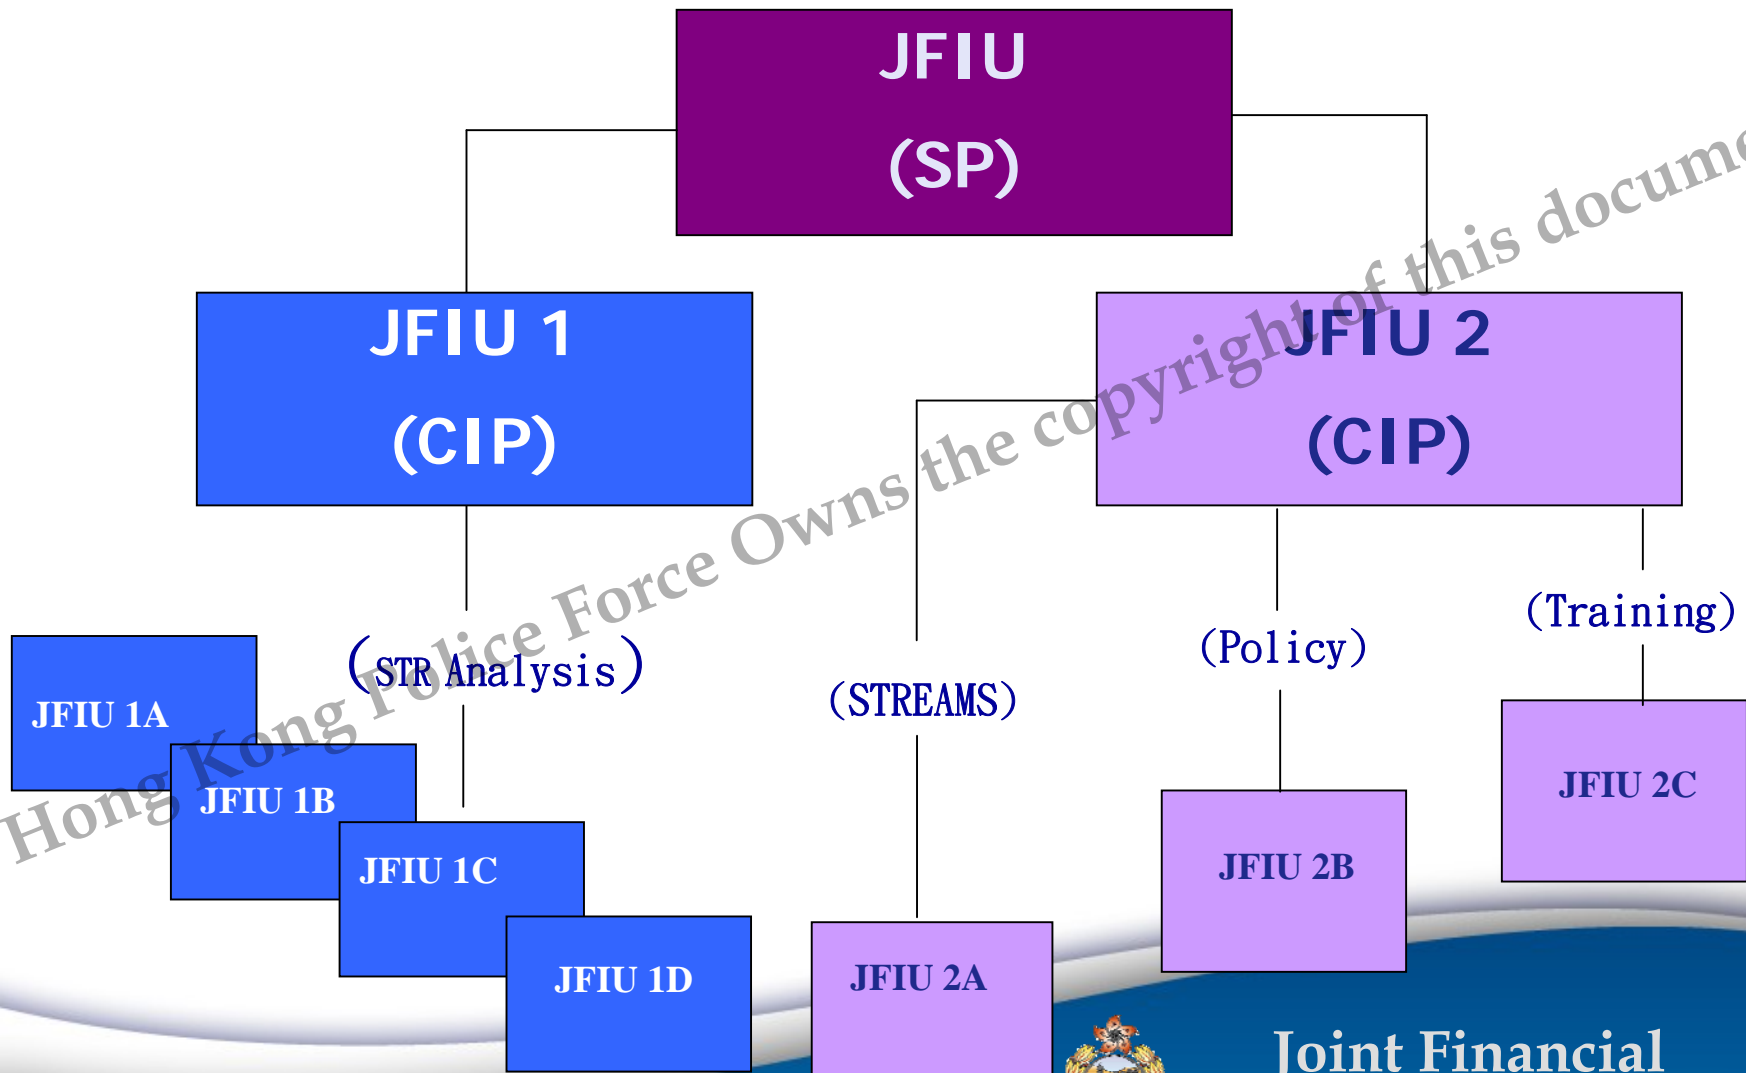 JFIU
(SP)
JFIU 1
(CIP)
JFIU 2
(CIP)
(STR Analysis)
(STREAMS)
(Policy)
(Training)
JFIU 1A
JFIU 1B
JFIU 1C
JFIU 1D
JFIU 2A
JFIU 2B
JFIU 2C
Hong Kong Police Force Owns the copyright of this
Joint Financial